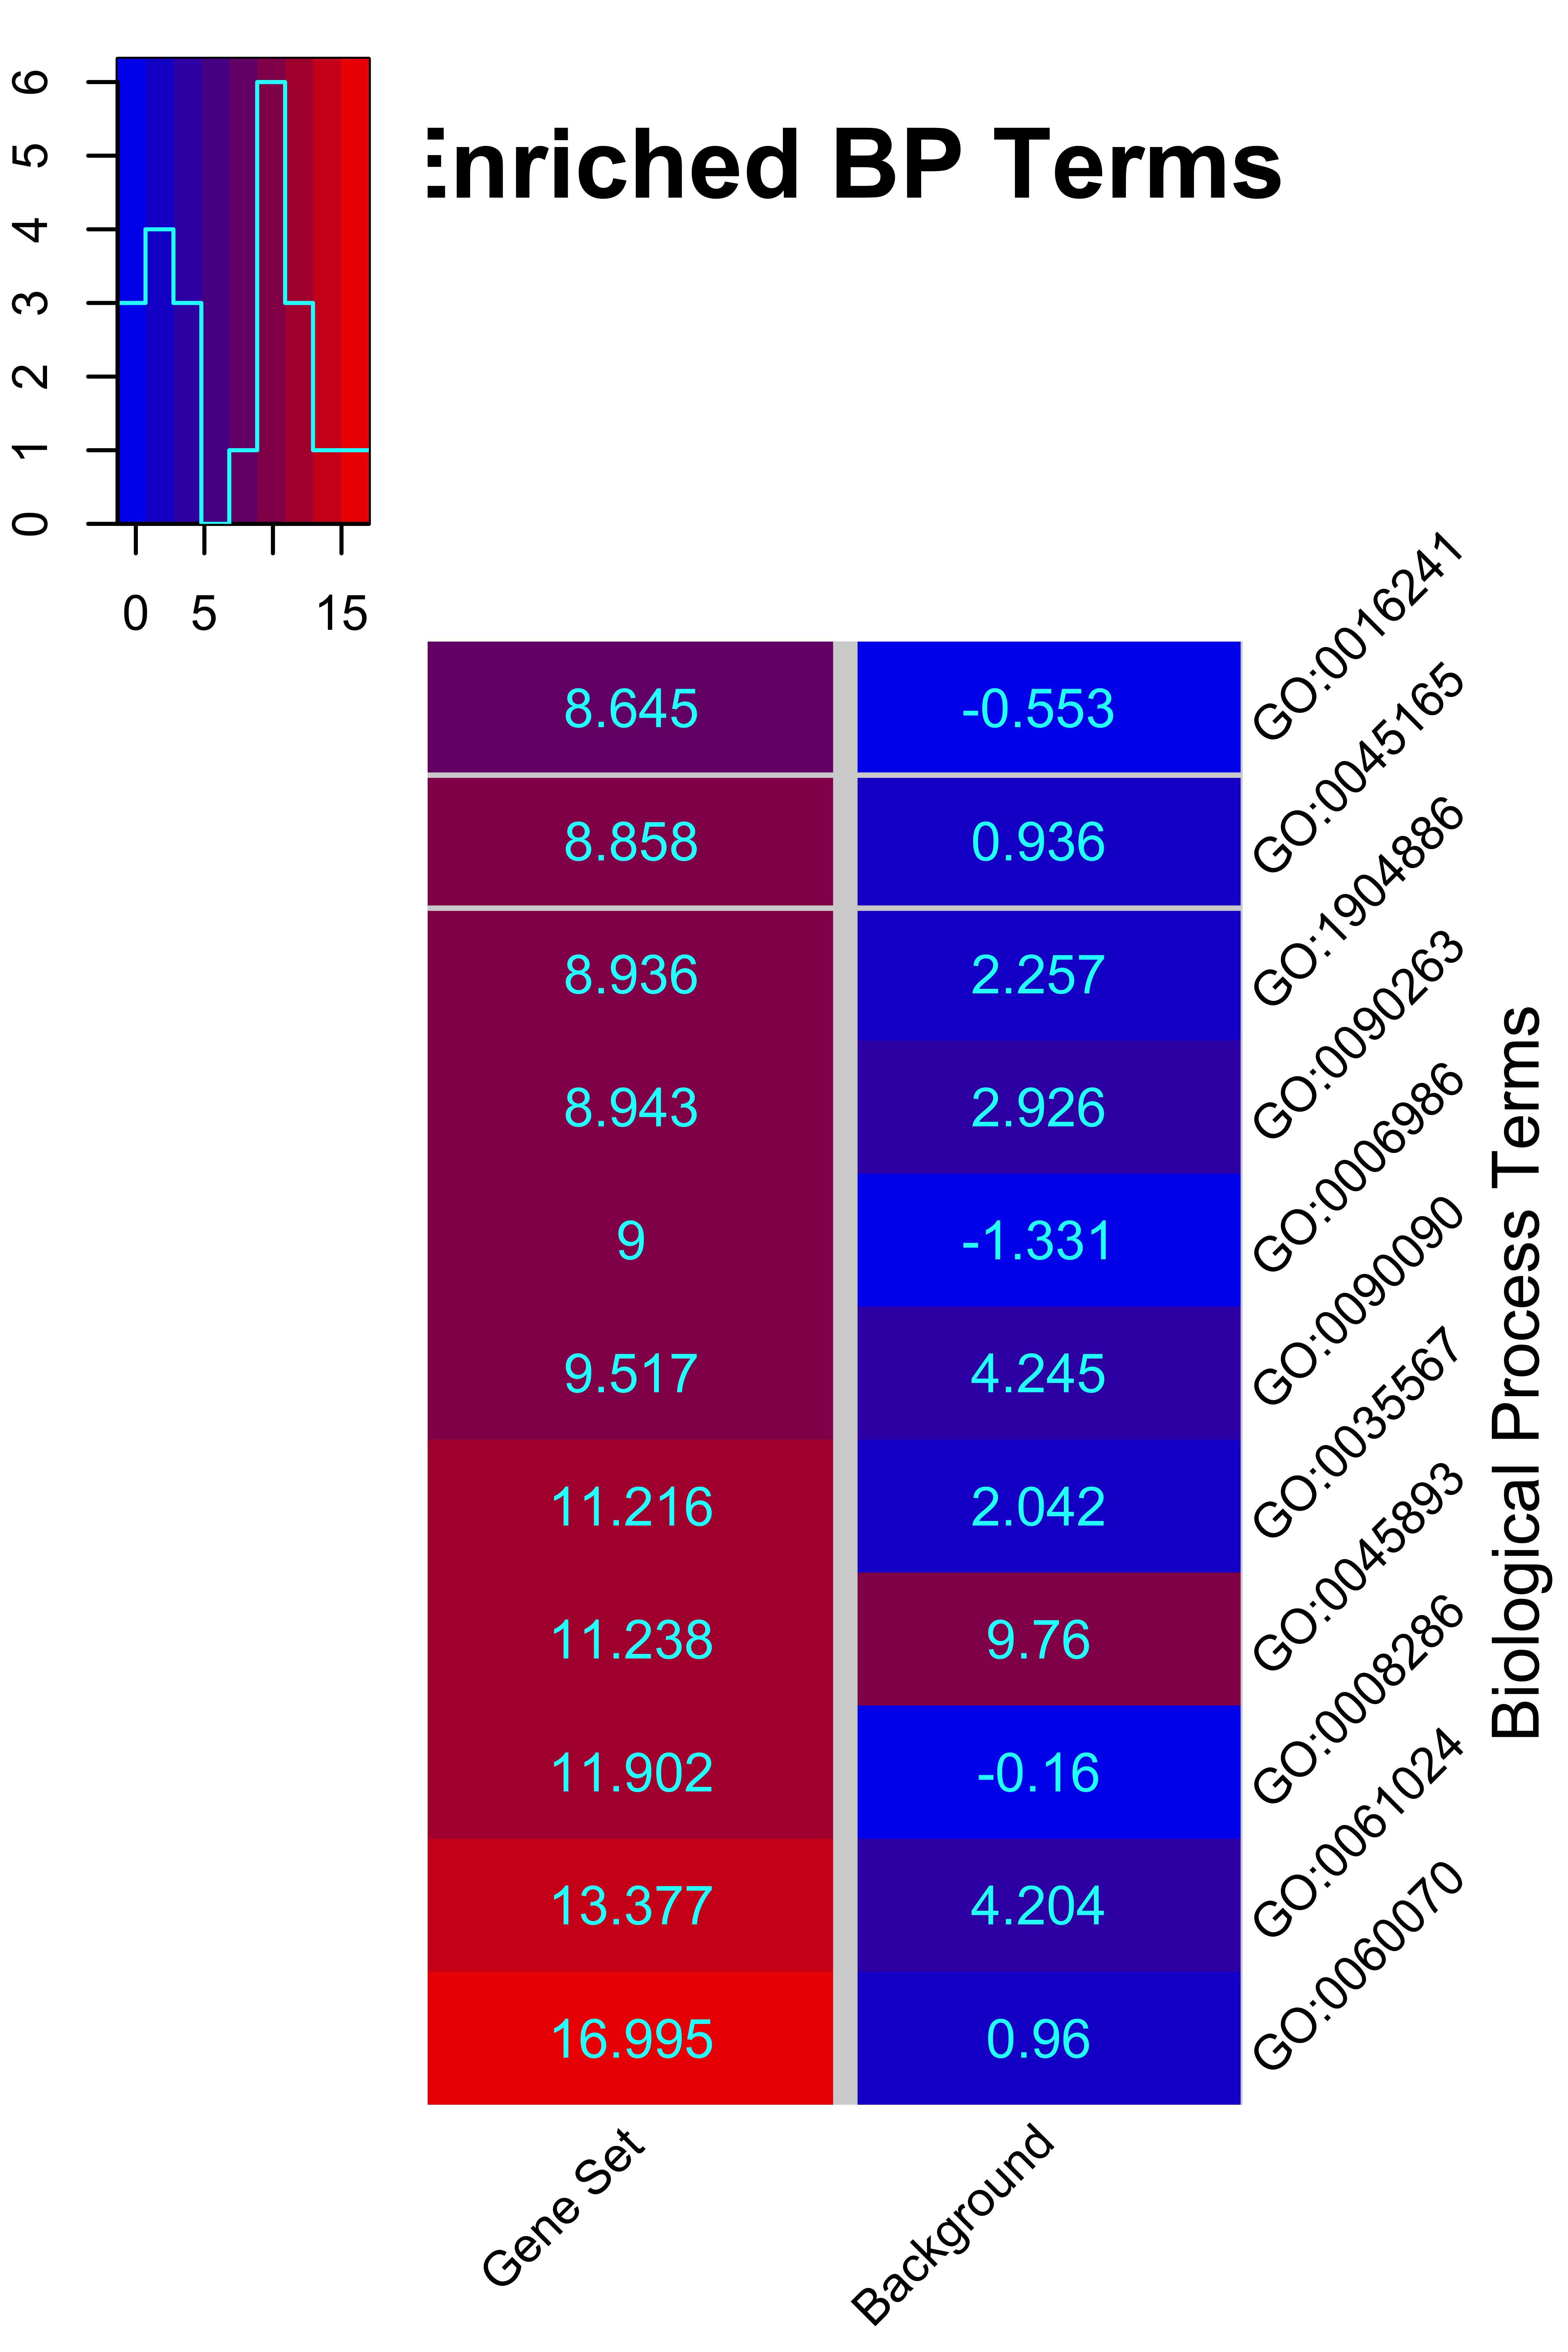 Enriched BP Terms
6
5
4
3
2
1
0
0 5 15
8.645 -0.553 GO:0016241
8.858 0.936 GO:0045165
8.936 2.257 GO:1904886
8.943 2.926 GO:0090263
9 -1.331 GO:0006986
9.517 4.245 GO:0090090
11.216 2.042 GO:0035567
11.238 9.76 GO:0045893
11.902 -0.16 GO:0008286
13.377 4.204 GO:0061024
16.995 0.96 GO:0060070
Biological Process Terms
Gene Set Background